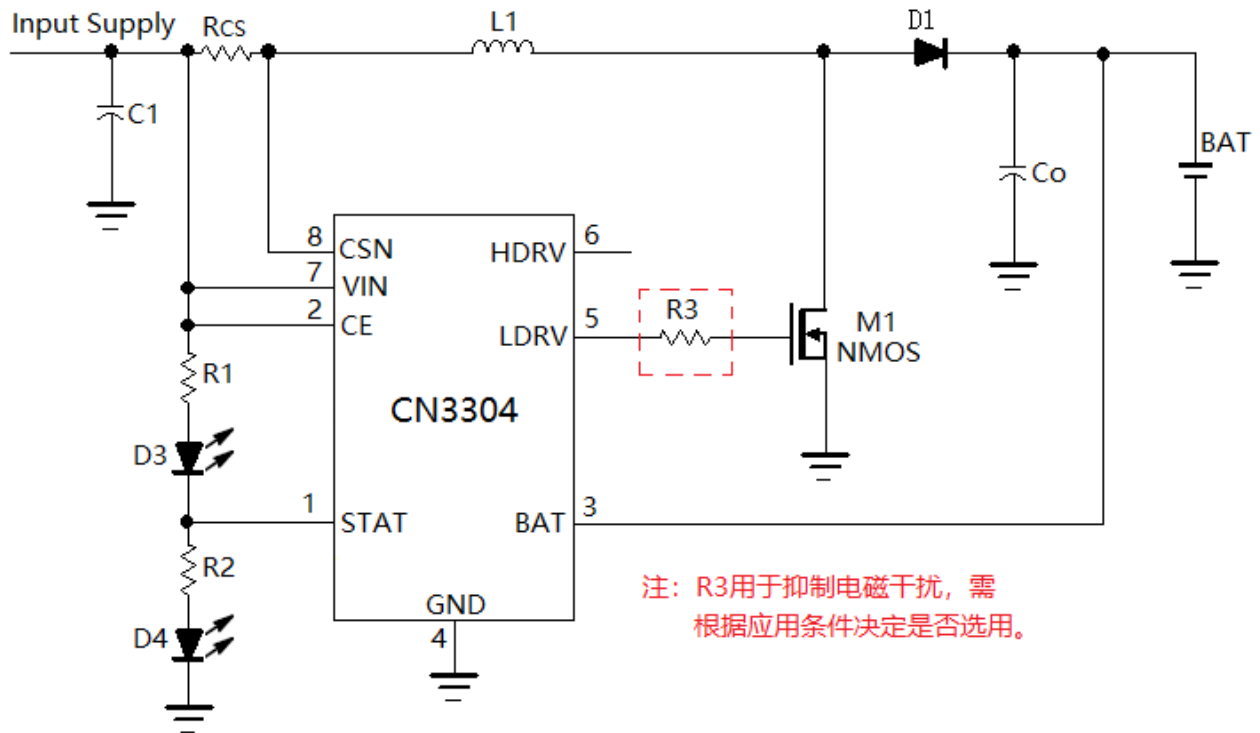 Input Supply
RCS
L1
D1
C1
Co
BAT
8
CSN
HDRV
6
7
VIN
2
CE
R3
5
LDRV
M1
NMOS
R1
CN3304
D3
1
STAT
BAT
3
R2
注：R3用于抑制电磁干扰，需
根据应用条件决定是否选用。
GND
4
D4